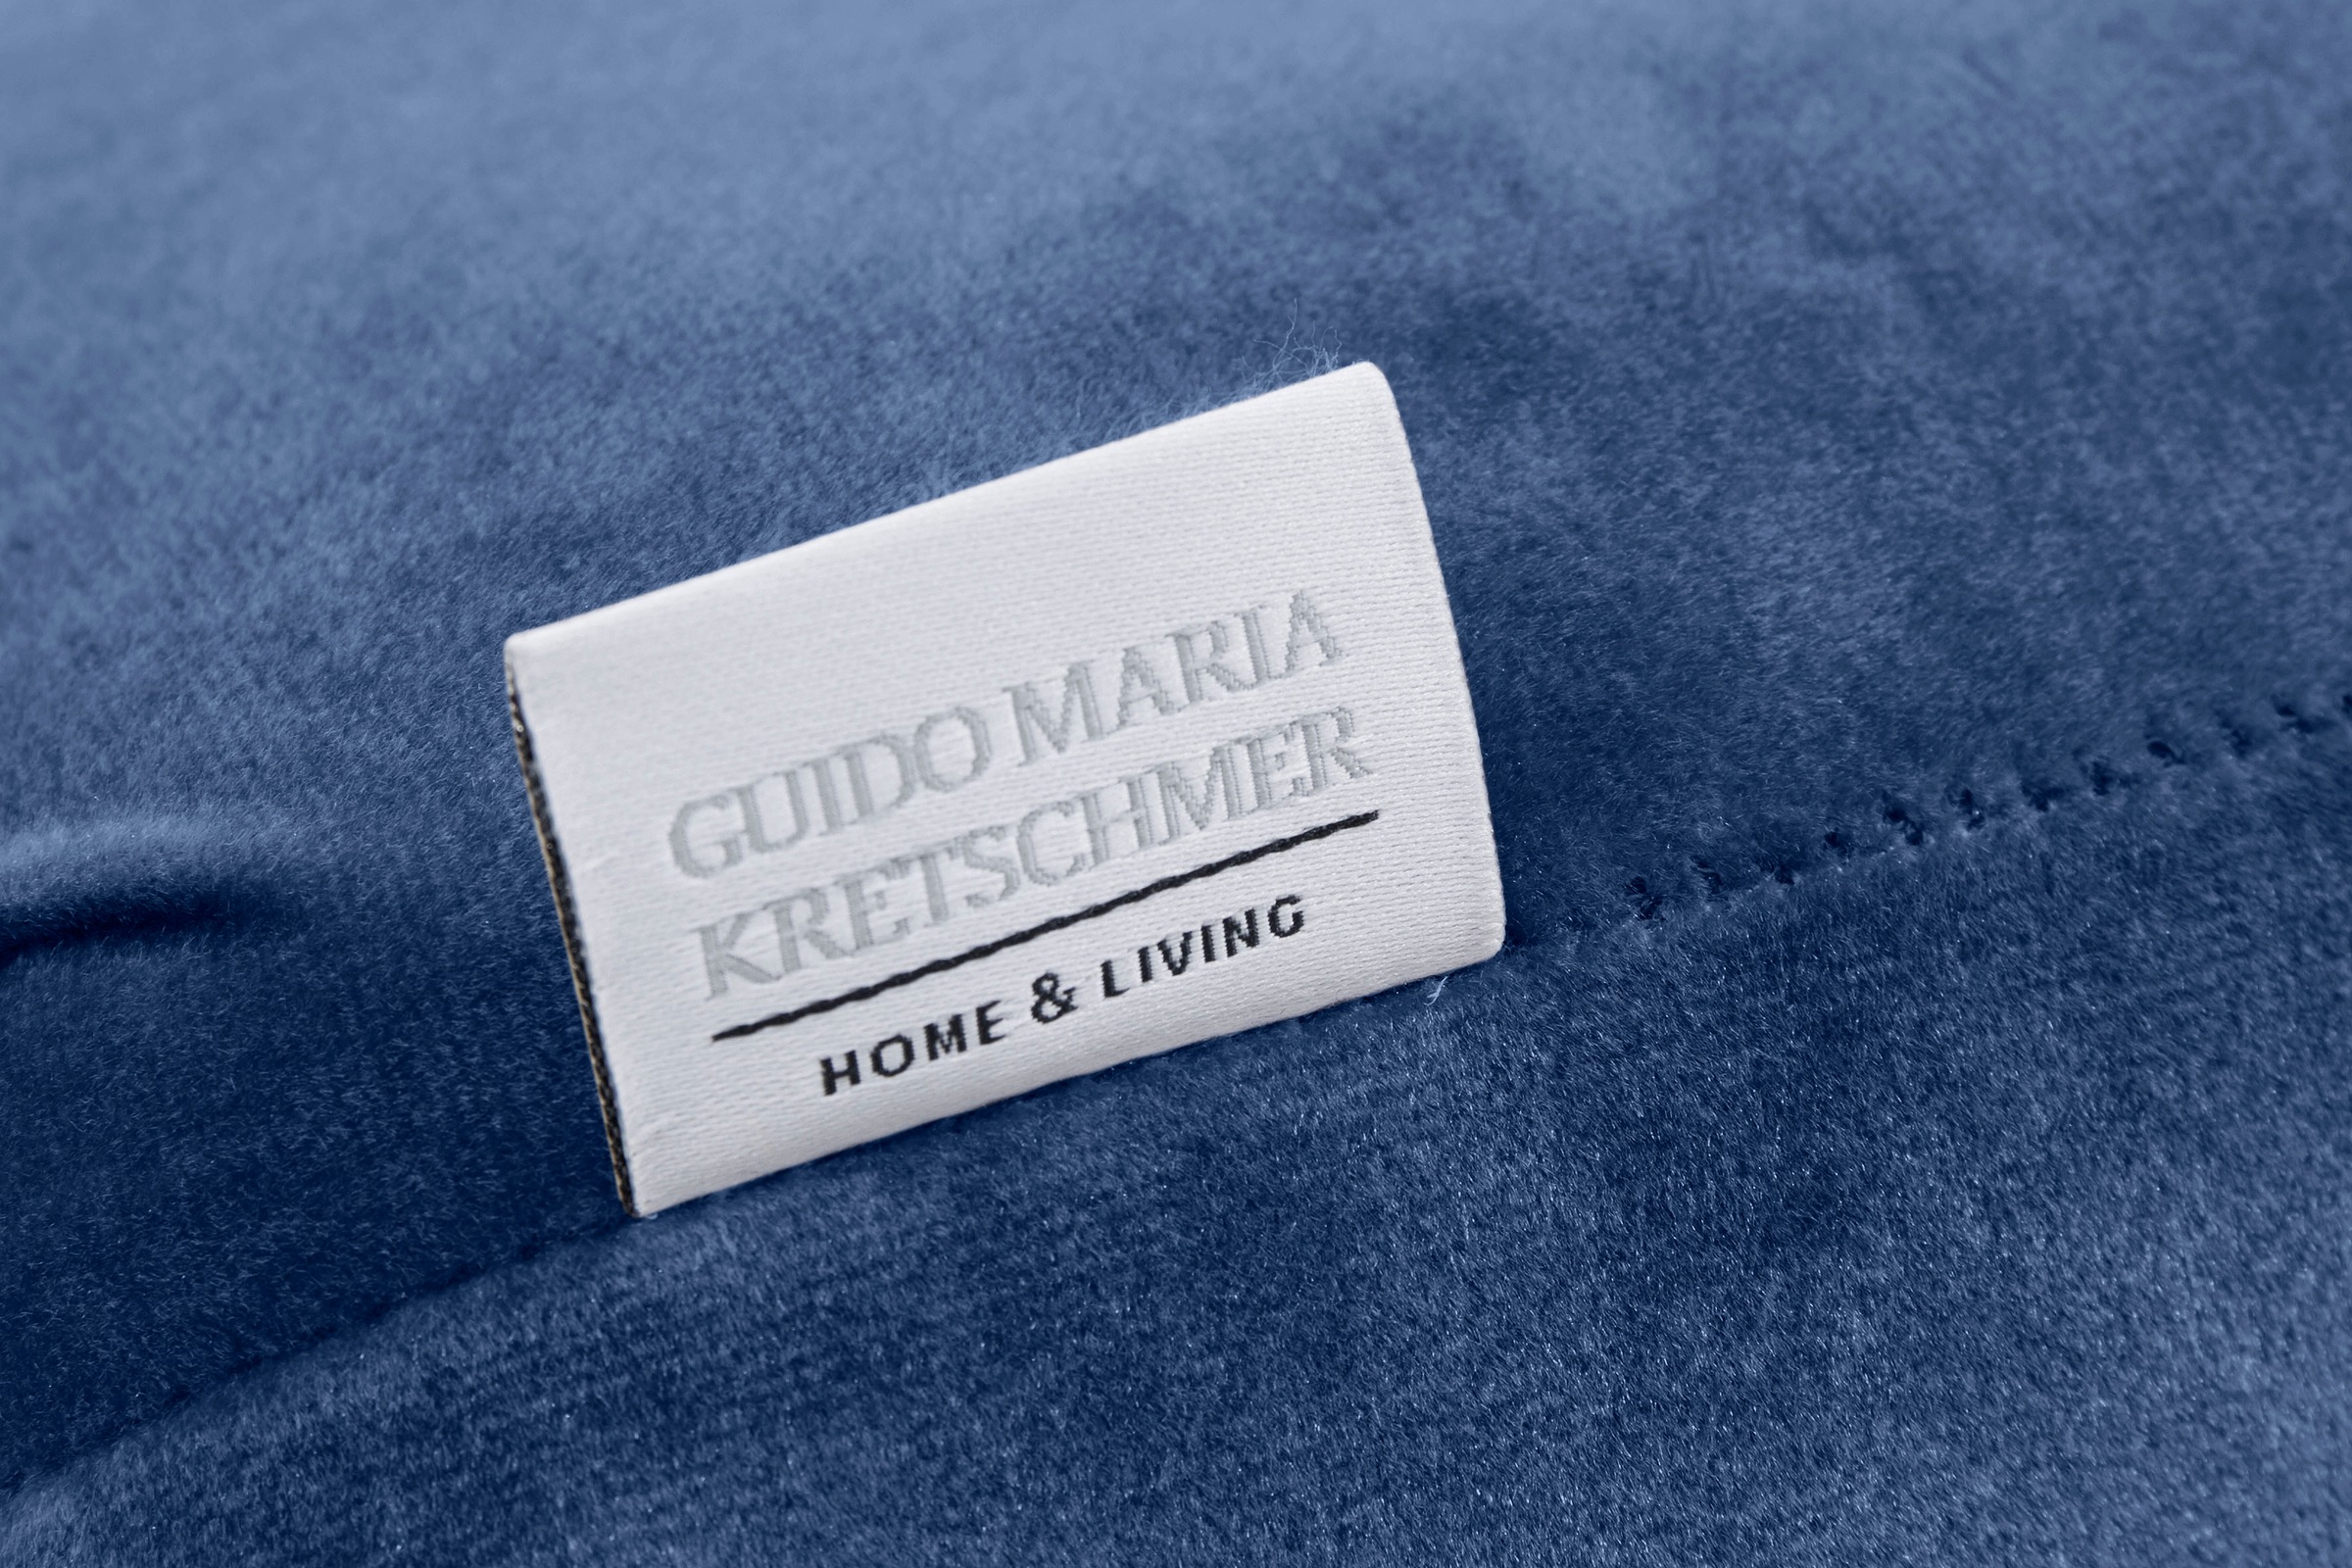 GUIDO MARIA
KRETSCHMER
HOME & LIVING